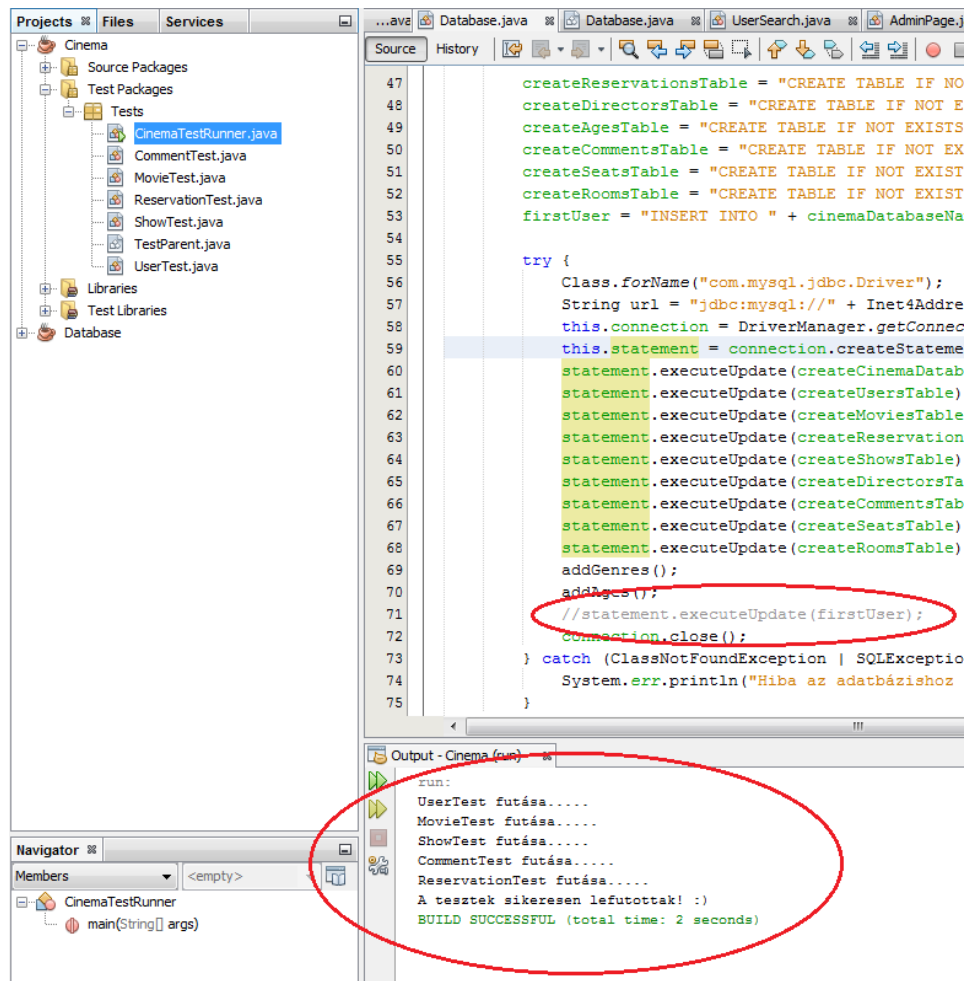 Projects Files Services
Cinema
Source Packages
Test Packages
Tests
CinemaTestRunner.java
CommentTest.java
MovieTest.java
ReservationTest.java
ShowTest.java
TestParent.java
UserTest.java
Libraries
Test Libraries
Database
...ava Database.java Database.java UserSearch.java AdminPage.j
Source History
47 createReservationsTable = "CREATE TABLE IF NO
48 createDirectorsTable = "CREATE TABLE IF NOT E
49 createAgesTable = "CREATE TABLE IF NOT EXISTS
50 createCommentsTable = "CREATE TABLE IF NOT EX
51 createSeatsTable = "CREATE TABLE IF NOT EXIST
52 createRoomsTable = "CREATE TABLE IF NOT EXIST
53 firstUser = "INSERT INTO " + cinemaDatabaseNa
54
55 try {
56 Class.forName("com.mysql.jdbc.Driver");
57 String url = "jdbc:mysql://" + Inet4Addre
58 this.connection = DriverManager.getConnec
59 this.statement = connection.createStateme
60 statement.executeUpdate(createCinemaDatab
61 statement.executeUpdate(createUsersTable)
62 statement.executeUpdate(createMoviesTable
63 statement.executeUpdate(createReservation
64 statement.executeUpdate(createShowsTable)
65 statement.executeUpdate(createDirectorsTa
66 statement.executeUpdate(createCommentsTab
67 statement.executeUpdate(createSeatsTable)
68 statement.executeUpdate(createRoomsTable)
69 addGenres();
70 addAges();
71 //statement.executeUpdate(firstUser);
72 connection.close();
73 } catch (ClassNotFoundException | SQLExceptio
74 System.err.println("Hiba az adatbázishoz
75 }
Output - Cinema (run)
run:
UserTest futása.....
MovieTest futása.....
ShowTest futása.....
CommentTest futása.....
ReservationTest futása.....
A tesztek sikeresen lefutottak! :)
BUILD SUCCESSFUL (total time: 2 seconds)
Navigator
Members <empty>
CinemaTestRunner
main(String[] args)